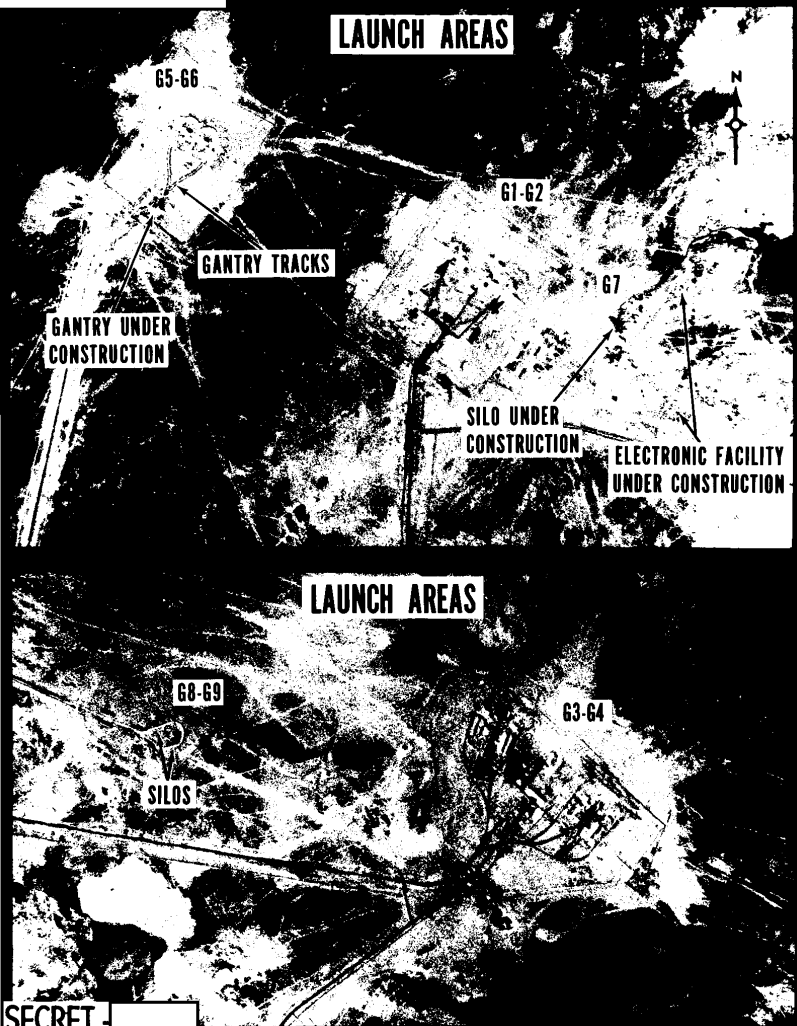 LAUNCH AREAS
G5-G6
N
G1-G2
GANTRY TRACKS
G7
GANTRY UNDER
CONSTRUCTION
SILO UNDER
CONSTRUCTION
ELECTRONIC FACILITY
UNDER CONSTRUCTION
LAUNCH AREAS
G8-G9
G3-G4
SILOS
SECRET -